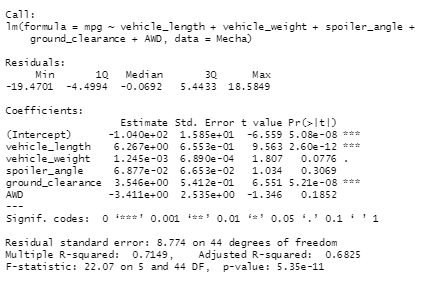 Call:
lm(formula = mpg ~ vehicle_length + vehicle_weight + spoiler_angle +
    ground_clearance + AWD, data = Mecha)
Residuals:
     Min       1Q   Median       3Q      Max
-19.4701  -4.4994  -0.0692   5.4433  18.5849
Coefficients:
                   Estimate Std. Error t value Pr(>|t|)
(Intercept)      -1.040e+02  1.585e+01  -6.559 5.08e-08 ***
vehicle_length    6.267e+00  6.553e-01   9.563 2.60e-12 ***
vehicle_weight    1.245e-03  6.890e-04   1.807   0.0776 .
spoiler_angle     6.877e-02  6.653e-02   1.034   0.3069
ground_clearance  3.546e+00  5.412e-01   6.551 5.21e-08 ***
AWD              -3.411e+00  2.535e+00  -1.346   0.1852
---
Signif. codes:  0 ‘***’ 0.001 ‘**’ 0.01 ‘*’ 0.05 ‘.’ 0.1 ‘ ’ 1
Residual standard error: 8.774 on 44 degrees of freedom
Multiple R-squared:  0.7149,    Adjusted R-squared:  0.6825
F-statistic: 22.07 on 5 and 44 DF,  p-value: 5.35e-11